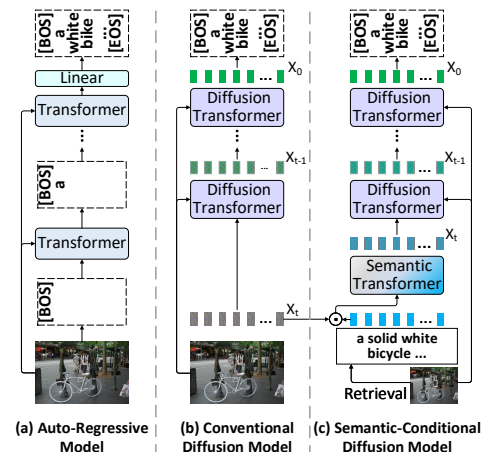 [BOS]
a
white
bike
...
[EOS]
Linear
Transformer
...
[BOS]
a
Transformer
[BOS]
(a) Auto-Regressive
Model
[BOS]
a
white
bike
...
[EOS]
X0
...
Diffusion
Transformer
...
Xt-1
...
Diffusion
Transformer
Xt
...
(b) Conventional
Diffusion Model
[BOS]
a
white
bike
...
[EOS]
X0
...
Diffusion
Transformer
...
Xt-1
...
Diffusion
Transformer
Xt
...
Semantic
Transformer
...
a solid white
bicycle ...
Retrieval
(c) Semantic-Conditional
Diffusion Model